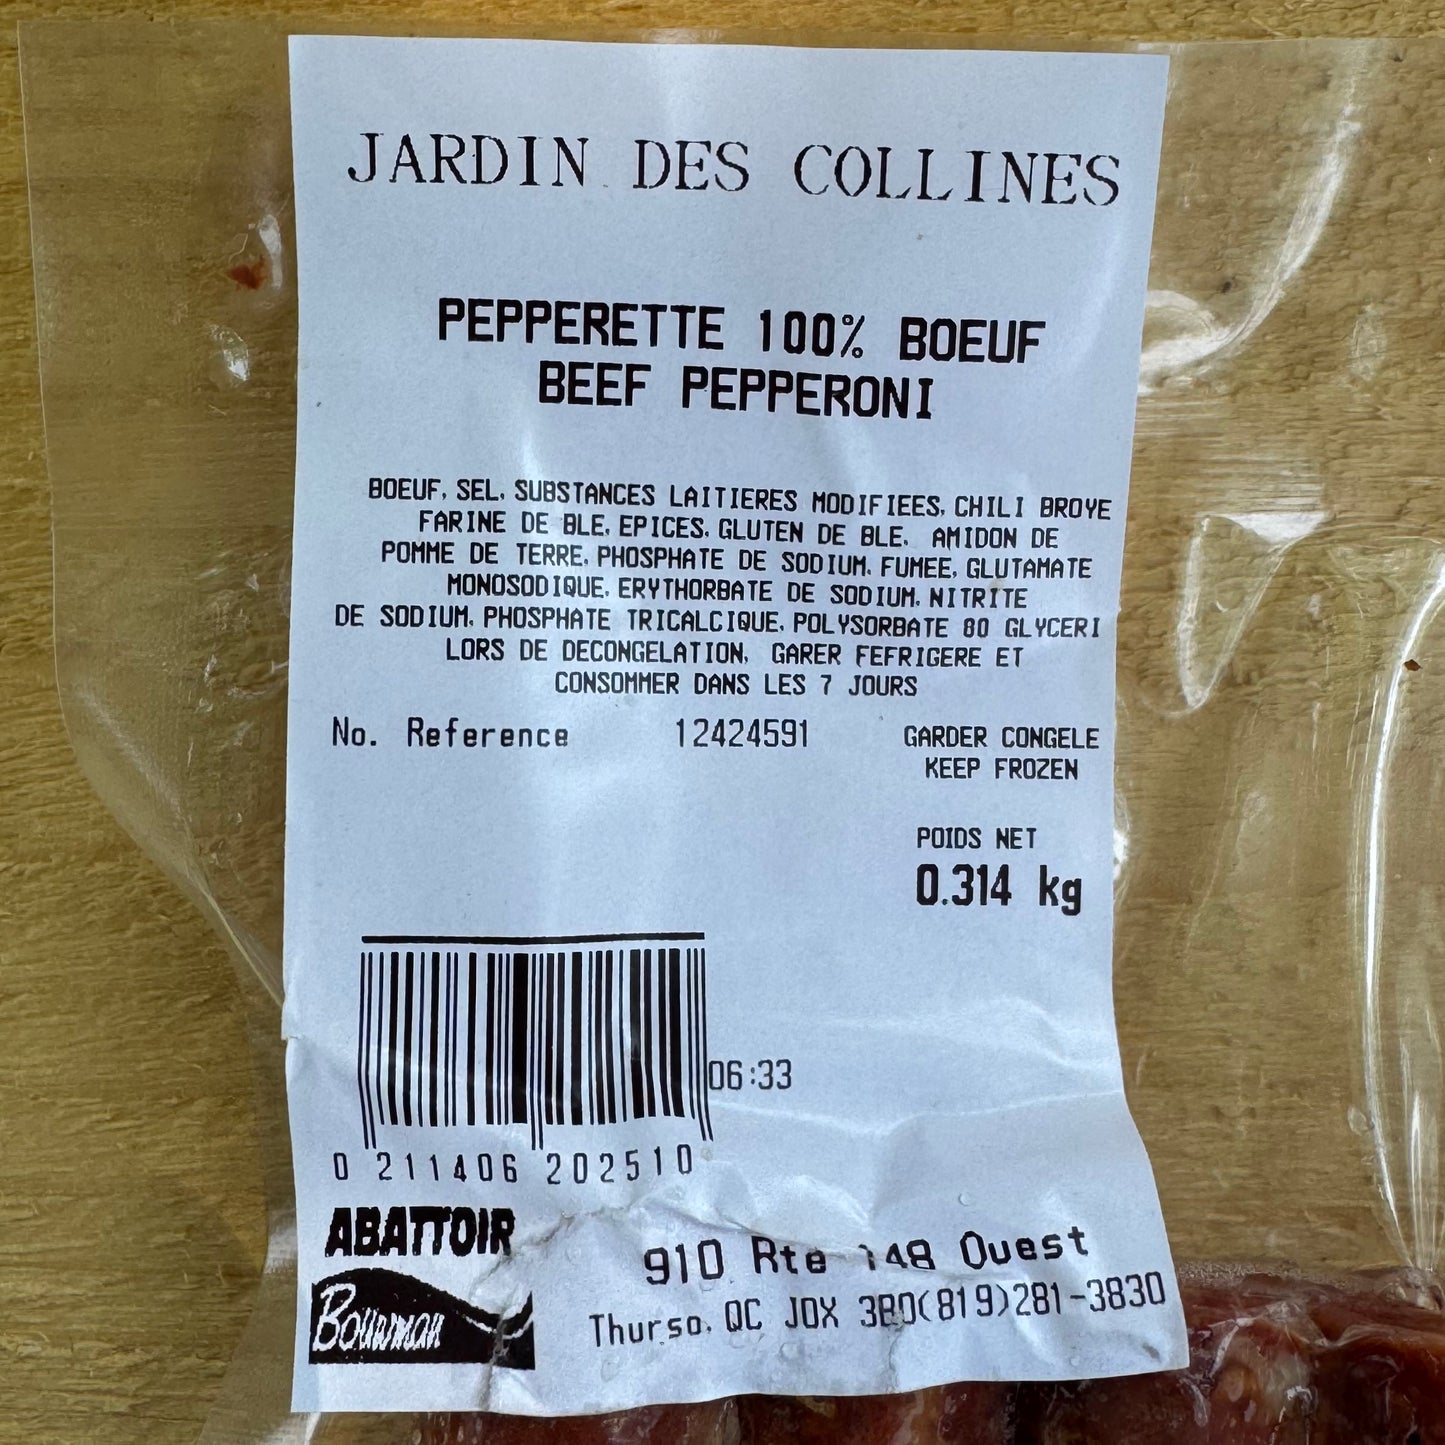 JARDIN DES COLLINES
PEPPERETTE 100% BOEUF
BEEF PEPPERONI
BOEUF, SEL, SUBSTANCES LAITIERES MODIFIEES, CHILI BROYE
FARINE DE BLE, EPICES, GLUTEN DE BLE, AMIDON DE
POMME DE TERRE, PHOSPHATE DE SODIUM, FUMEE, GLUTAMATE
MONOSODIQUE, ERYTHORBATE DE SODIUM, NITRITE
DE SODIUM, PHOSPHATE TRICALCIQUE, POLYSORBATE 80 GLYCERI
LORS DE DECONGELATION, GARER FEFRIGERE ET
CONSOMMER DANS LES 7 JOURS
No. Reference 12424591
GARDER CONGELE
KEEP FROZEN
POIDS NET
0.314 kg
06:33
0 211406 202510
ABATTOIR
Bouwman
910 Rte 148 Ouest
Thurso, QC J0X 3B0(819)281-3830